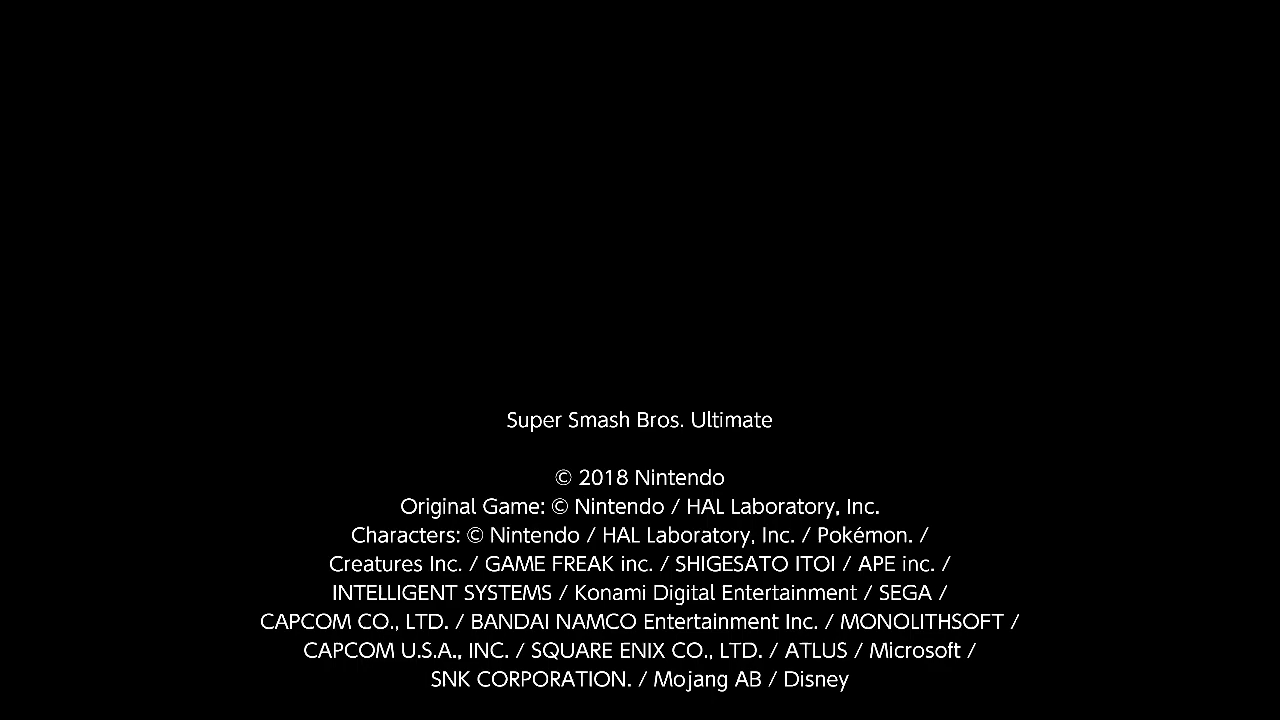 Super Smash Bros. Ultimate
© 2018 Nintendo
Original Game: © Nintendo / HAL Laboratory, Inc.
Characters: © Nintendo / HAL Laboratory, Inc. / Pokémon. /
Creatures Inc. / GAME FREAK inc. / SHIGESATO ITOI / APE inc. /
INTELLIGENT SYSTEMS / Konami Digital Entertainment / SEGA /
CAPCOM CO., LTD. / BANDAI NAMCO Entertainment Inc. / MONOLITHSOFT /
CAPCOM U.S.A., INC. / SQUARE ENIX CO., LTD. / ATLUS / Microsoft /
SNK CORPORATION. / Mojang AB / Disney